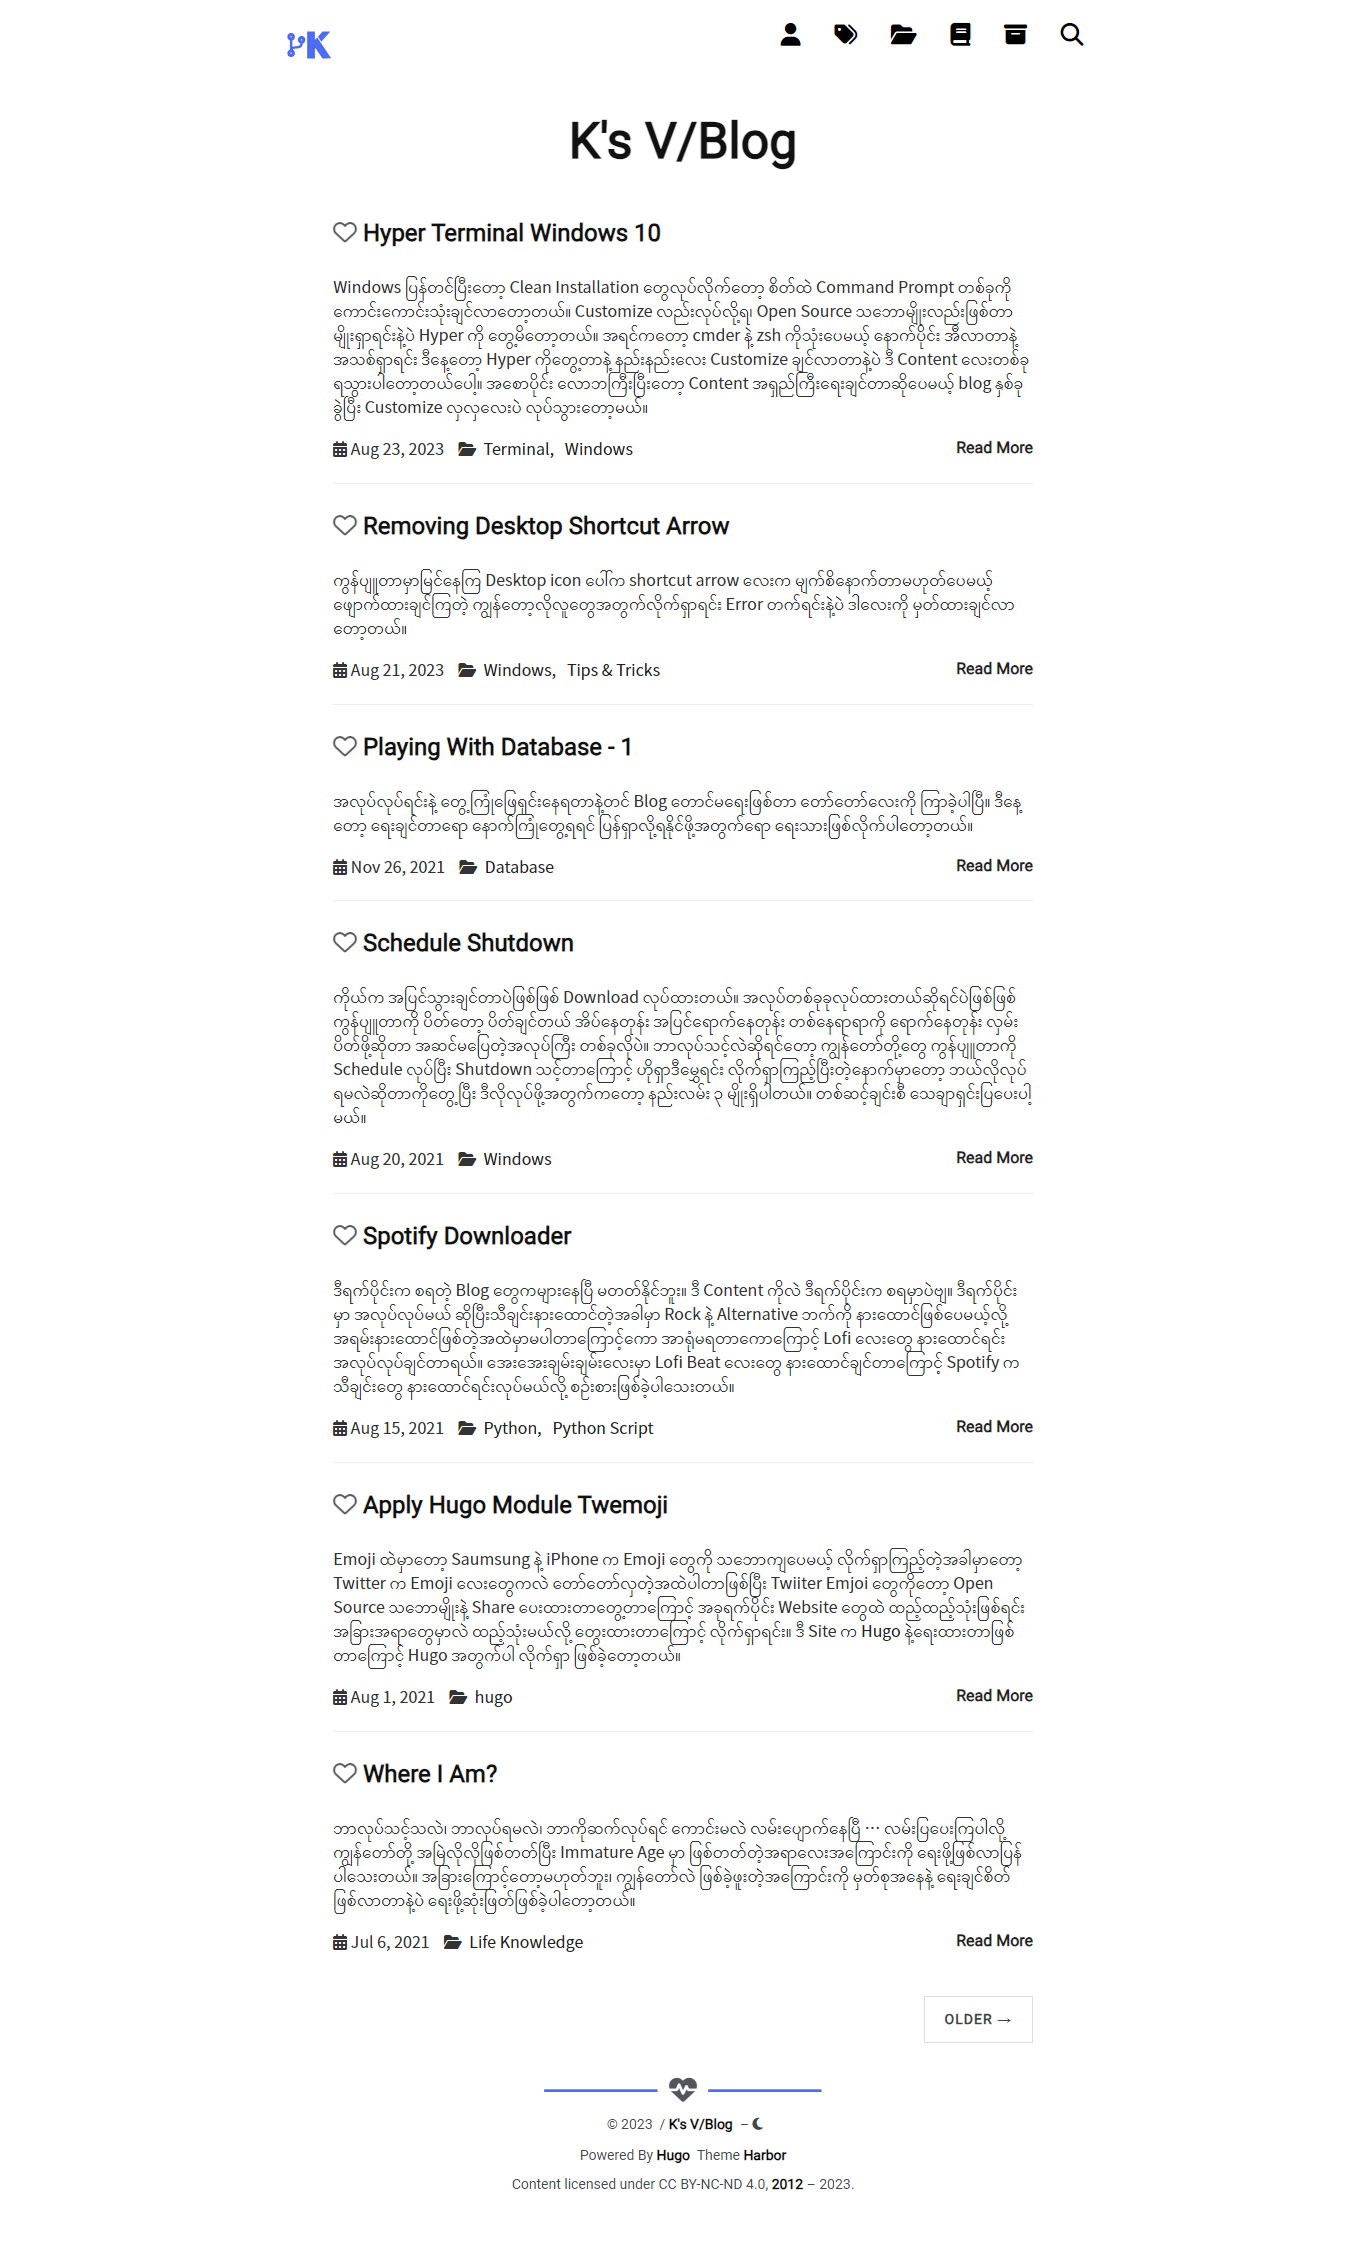 K
K's V/Blog
Hyper Terminal Windows 10
Windows ပြန်တင်ပြီးတော့ Clean Installation တွေလုပ်လိုက်တော့ စိတ်ထဲ Command Prompt တစ်ခုကို
ကောင်းကောင်းသုံးချင်လာတော့တယ်။ Customize လည်းလုပ်လို့ရ၊ Open Source သဘောမျိုးလည်းဖြစ်တာ
မျိုးရှာရင်းနဲ့ပဲ Hyper ကို တွေ့မိတော့တယ်။ အရင်ကတော့ cmder နဲ့ zsh ကိုသုံးပေမယ့် နောက်ပိုင်း အီလာတာနဲ့
အသစ်ရှာရင်း ဒီနေ့တော့ Hyper ကိုတွေ့တာနဲ့ နည်းနည်းလေး Customize ချင်လာတာနဲ့ပဲ ဒီ Content လေးတစ်ခု
ရသွားပါတော့တယ်ပေါ့။ အစောပိုင်း လောဘကြီးပြီးတော့ Content အရှည်ကြီးရေးချင်တာဆိုပေမယ့် blog နှစ်ခု
ခွဲပြီး Customize လှလှလေးပဲ လုပ်သွားတော့မယ်။
Aug 23, 2023 Terminal, Windows Read More
Removing Desktop Shortcut Arrow
ကွန်ပျူတာမှာမြင်နေကြ Desktop icon ပေါ်က shortcut arrow လေးက မျက်စိနောက်တာမဟုတ်ပေမယ့်
ဖျောက်ထားချင်ကြတဲ့ ကျွန်တော့လိုလူတွေအတွက်လိုက်ရှာရင်း Error တက်ရင်းနဲ့ပဲ ဒါလေးကို မှတ်ထားချင်လာ
တော့တယ်။
Aug 21, 2023 Windows, Tips & Tricks Read More
Playing With Database - 1
အလုပ်လုပ်ရင်းနဲ့ တွေ့ကြုံဖြေရှင်းနေရတာနဲ့တင် Blog တောင်မရေးဖြစ်တာ တော်တော်လေးကို ကြာခဲ့ပါပြီ။ ဒီနေ့
တော့ ရေးချင်တာရော နောက်ကြုံတွေ့ရရင် ပြန်ရှာလို့ရနိုင်ဖို့အတွက်ရော ရေးသားဖြစ်လိုက်ပါတော့တယ်။
Nov 26, 2021 Database Read More
Schedule Shutdown
ကိုယ်က အပြင်သွားချင်တာပဲဖြစ်ဖြစ် Download လုပ်ထားတယ်။ အလုပ်တစ်ခုခုလုပ်ထားတယ်ဆိုရင်ပဲဖြစ်ဖြစ်
ကွန်ပျူတာကို ပိတ်တော့ ပိတ်ချင်တယ် အိပ်နေတုန်း အပြင်ရောက်နေတုန်း တစ်နေရာရာကို ရောက်နေတုန်း လှမ်း
ပိတ်ဖို့ဆိုတာ အဆင်မပြေတဲ့အလုပ်ကြီး တစ်ခုလိုပဲ။ ဘာလုပ်သင့်လဲဆိုရင်တော့ ကျွန်တော်တို့တွေ ကွန်ပျူတာကို
Schedule လုပ်ပြီး Shutdown သင့်တာကြောင့် ဟိုရှာဒီမွှေရင်း လိုက်ရှာကြည့်ပြီးတဲ့နောက်မှာတော့ ဘယ်လိုလုပ်
ရမလဲဆိုတာကိုတွေ့ပြီး ဒီလိုလုပ်ဖို့အတွက်ကတော့ နည်းလမ်း ၃ မျိုးရှိပါတယ်။ တစ်ဆင့်ချင်းစီ သေချာရှင်းပြပေးပါ့
မယ်။
Aug 20, 2021 Windows Read More
Spotify Downloader
ဒီရက်ပိုင်းက စရတဲ့ Blog တွေကများနေပြီ မတတ်နိုင်ဘူး။ ဒီ Content ကိုလဲ ဒီရက်ပိုင်းက စရမှာပဲဗျ။ ဒီရက်ပိုင်း
မှာ အလုပ်လုပ်မယ် ဆိုပြီးသီချင်းနားထောင်တဲ့အခါမှာ Rock နဲ့ Alternative ဘက်ကို နားထောင်ဖြစ်ပေမယ့်လို့
အရမ်းနားထောင်ဖြစ်တဲ့အထဲမှာမပါတာကြောင့်ကော အာရုံမရတာကောကြောင့် Lofi လေးတွေ နားထောင်ရင်း
အလုပ်လုပ်ချင်တာရယ်။ အေးအေးချမ်းချမ်းလေးမှာ Lofi Beat လေးတွေ နားထောင်ချင်တာကြောင့် Spotify က
သီချင်းတွေ နားထောင်ရင်းလုပ်မယ်လို့ စဉ်းစားဖြစ်ခဲ့ပါသေးတယ်။
Aug 15, 2021 Python, Python Script Read More
Apply Hugo Module Twemoji
Emoji ထဲမှာတော့ Saumsung နဲ့ iPhone က Emoji တွေကို သဘောကျပေမယ့် လိုက်ရှာကြည့်တဲ့အခါမှာတော့
Twitter က Emoji လေးတွေကလဲ တော်တော်လှတဲ့အထဲပါတာဖြစ်ပြီး Twiiter Emjoi တွေကိုတော့ Open
Source သဘောမျိုးနဲ့ Share ပေးထားတာတွေ့တာကြောင့် အခုရက်ပိုင်း Website တွေထဲ ထည့်ထည့်သုံးဖြစ်ရင်း
အခြားအရာတွေမှာလဲ ထည့်သုံးမယ်လို့ တွေးထားတာကြောင့် လိုက်ရှာရင်း။ ဒီ Site က Hugo နဲ့ရေးထားတာဖြစ်
တာကြောင့် Hugo အတွက်ပါ လိုက်ရှာ ဖြစ်ခဲ့တော့တယ်။
Aug 1, 2021 hugo Read More
Where I Am?
ဘာလုပ်သင့်သလဲ၊ ဘာလုပ်ရမလဲ၊ ဘာကိုဆက်လုပ်ရင် ကောင်းမလဲ လမ်းပျောက်နေပြီ … လမ်းပြပေးကြပါလို့
ကျွန်တော်တို့ အမြဲလိုလိုဖြစ်တတ်ပြီး Immature Age မှာ ဖြစ်တတ်တဲ့အရာလေးအကြောင်းကို ရေးဖို့ဖြစ်လာပြန်
ပါသေးတယ်။ အခြားကြောင့်တော့မဟုတ်ဘူး၊ ကျွန်တော်လဲ ဖြစ်ခဲ့ဖူးတဲ့အကြောင်းကို မှတ်စုအနေနဲ့ ရေးချင်စိတ်
ဖြစ်လာတာနဲ့ပဲ ရေးဖို့ဆုံးဖြတ်ဖြစ်ခဲ့ပါတော့တယ်။
Jul 6, 2021 Life Knowledge Read More
OLDER →
© 2023 / K's V/Blog –
Powered By Hugo Theme Harbor
Content licensed under CC BY-NC-ND 4.0, 2012 – 2023.